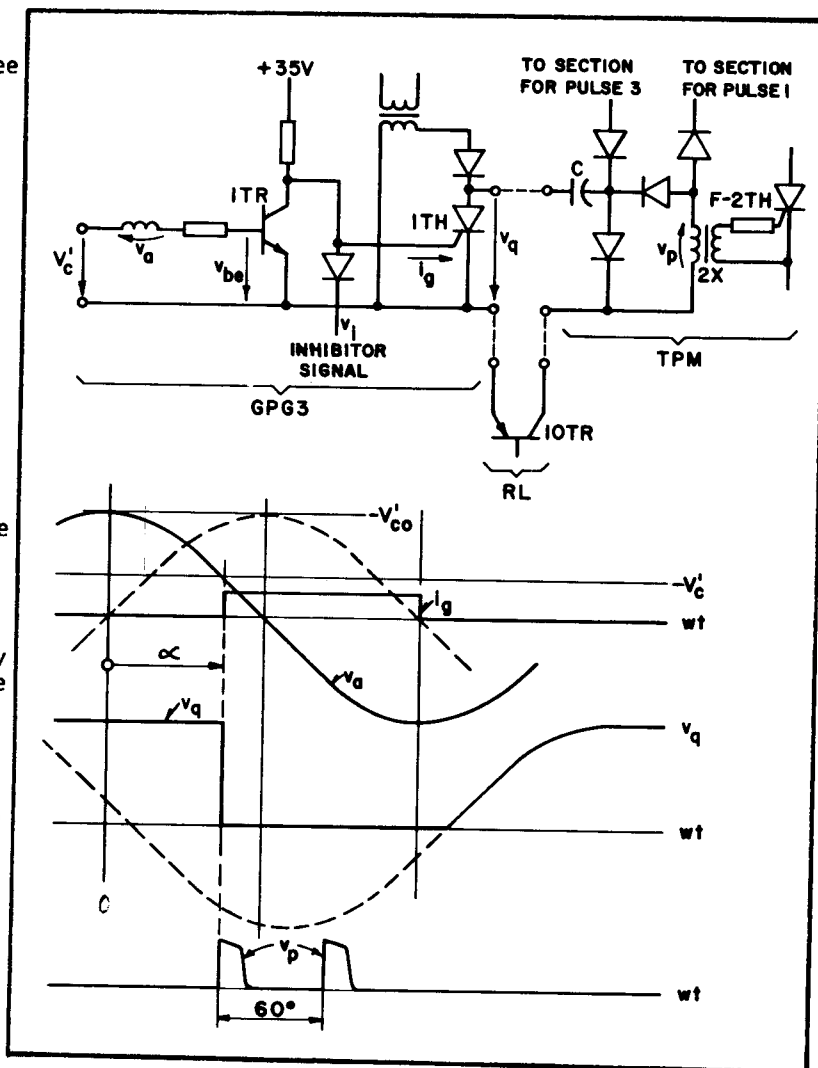 ee
+35V
TO SECTION
FOR PULSE 3
TO SECTION
FOR PULSE 1
1TR
C
F-2TH
1TH
V'c
va
vbe
ig
vq
vp
2X
vi
INHIBITOR
SIGNAL
TPM
GPG3
10TR
RL
e
-V'co
-V'c
ig
wt
∝
y
e
va
vq
vq
wt
0
vp
wt
60°